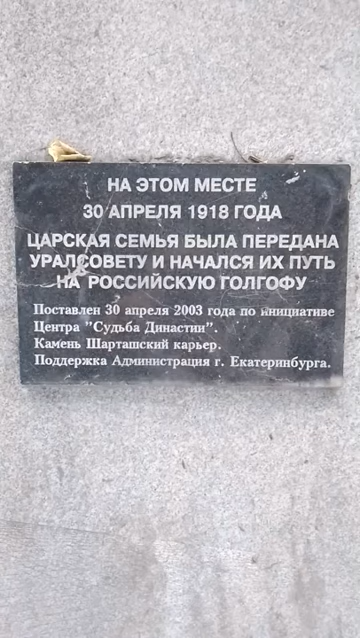 НА ЭТОМ МЕСТЕ
30 АПРЕЛЯ 1918 ГОДА
ЦАРСКАЯ СЕМЬЯ БЫЛА ПЕРЕДАНА
УРАЛСОВЕТУ И НАЧАЛСЯ ИХ ПУТЬ
НА РОССИЙСКУЮ ГОЛГОФУ
Поставлен 30 апреля 2003 года по инициативе
Центра "Судьба Династии".
Камень Шарташский карьер.
Поддержка Администрация г. Екатеринбурга.